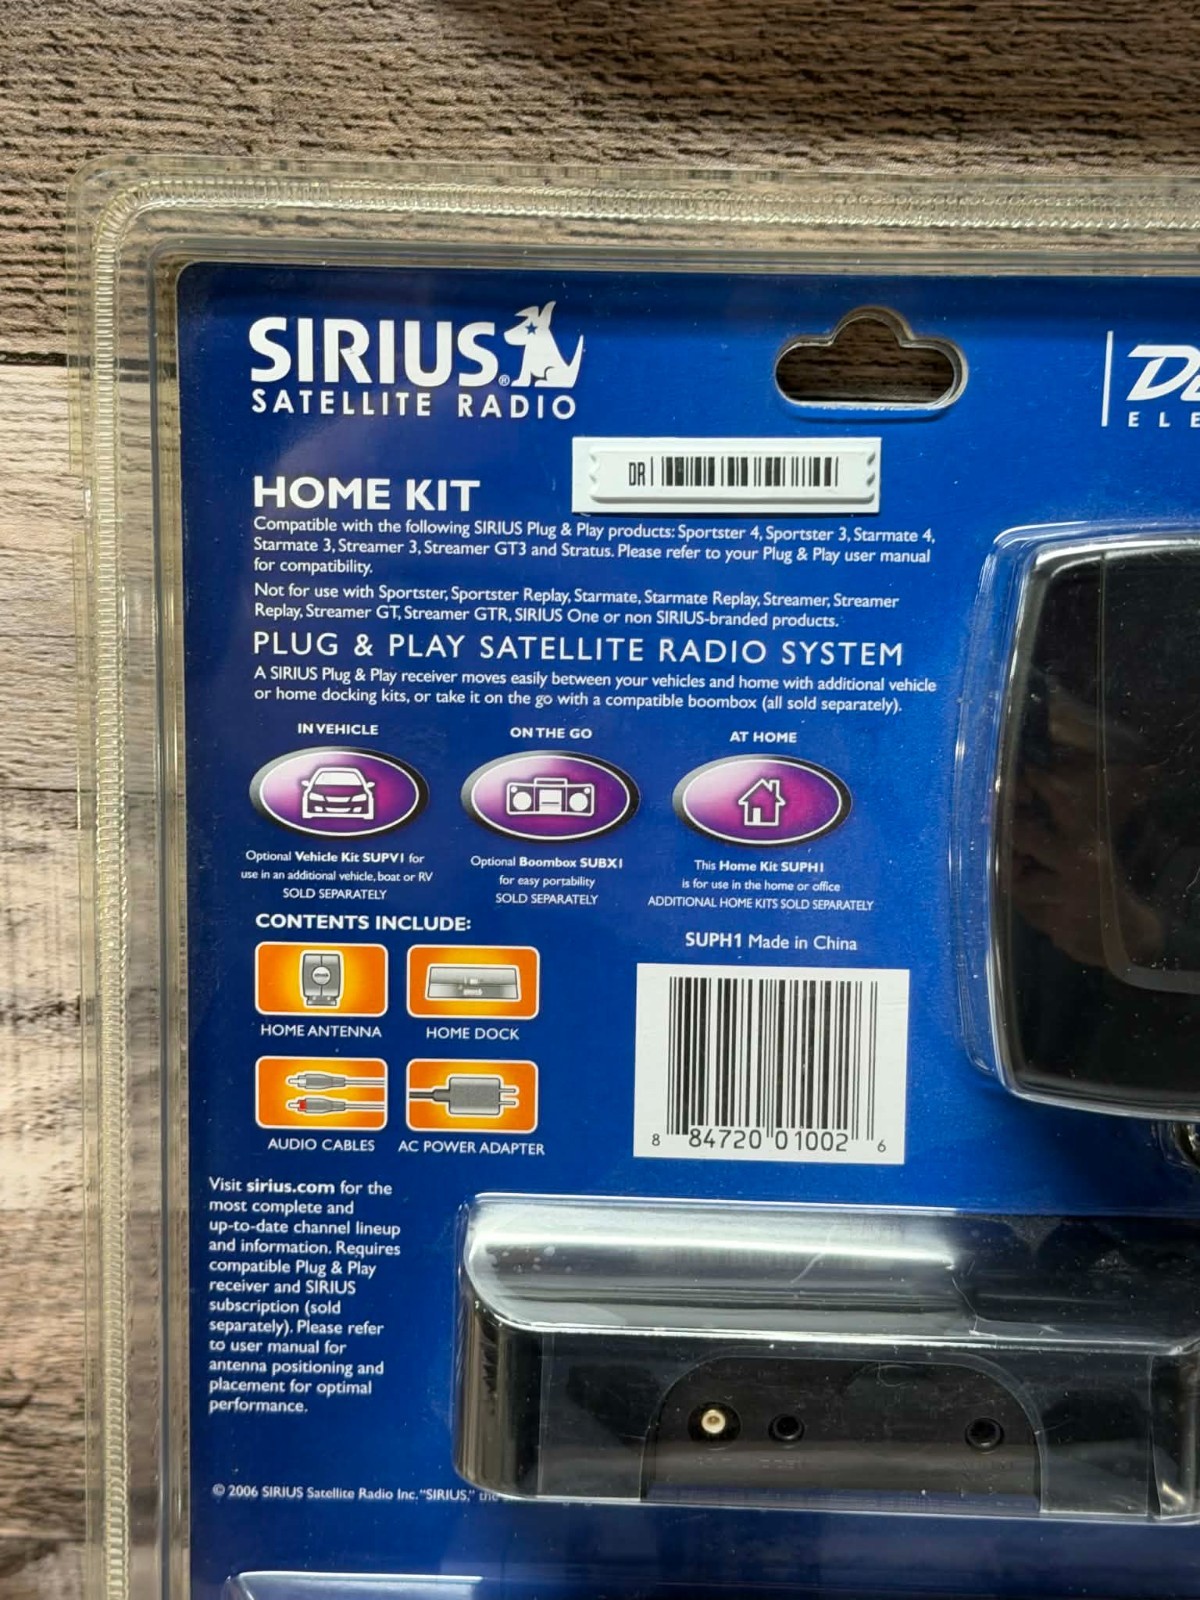 SIRIUS®
SATELLITE RADIO
ELE
DR
HOME KIT
Compatible with the following SIRIUS Plug & Play products: Sportster 4, Sportster 3, Starmate 4,
Starmate 3, Streamer 3, Streamer GT3 and Stratus. Please refer to your Plug & Play user manual
for compatibility.
Not for use with Sportster, Sportster Replay, Starmate, Starmate Replay, Streamer, Streamer
Replay, Streamer GT, Streamer GTR, SIRIUS One or non SIRIUS-branded products.
PLUG & PLAY SATELLITE RADIO SYSTEM
A SIRIUS Plug & Play receiver moves easily between your vehicles and home with additional vehicle
or home docking kits, or take it on the go with a compatible boombox (all sold separately).
IN VEHICLE
Optional Vehicle Kit SUPV1 for
use in an additional vehicle, boat or RV
SOLD SEPARATELY
ON THE GO
Optional Boombox SUBX1
for easy portability
SOLD SEPARATELY
AT HOME
This Home Kit SUPH1
is for use in the home or office
ADDITIONAL HOME KITS SOLD SEPARATELY
CONTENTS INCLUDE:
HOME ANTENNA
HOME DOCK
AUDIO CABLES
AC POWER ADAPTER
SUPH1 Made in China
8 84720 01002 6
Visit sirius.com for the
most complete and
up-to-date channel lineup
and information. Requires
compatible Plug & Play
receiver and SIRIUS
subscription (sold
separately). Please refer
to user manual for
antenna positioning and
placement for optimal
performance.
© 2006 SIRIUS Satellite Radio Inc. "SIRIUS," the